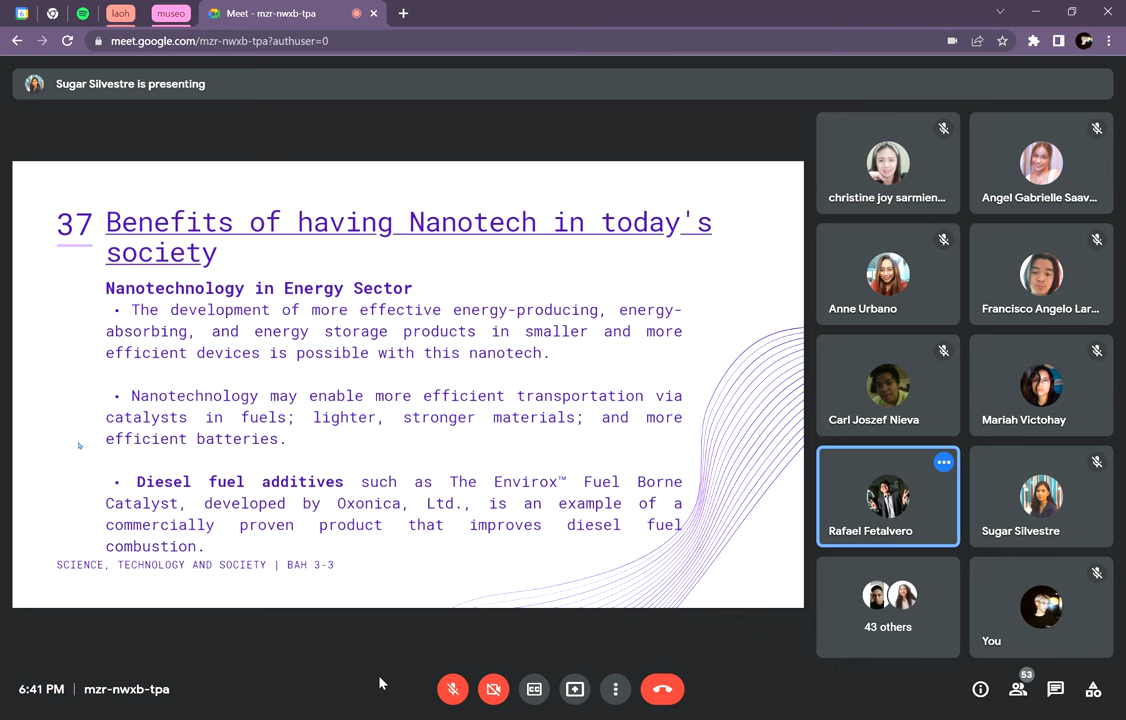 6
laoh
museo
Meet - mzr-nwxb-tpa
meet.google.com/mzr-nwxb-tpa?authuser=0
Sugar Silvestre is presenting
37 Benefits of having Nanotech in today's
society
Nanotechnology in Energy Sector
• The development of more effective energy-producing, energy-
absorbing, and energy storage products in smaller and more
efficient devices is possible with this nanotech.
• Nanotechnology may enable more efficient transportation via
catalysts in fuels; lighter, stronger materials; and more
efficient batteries.
• Diesel fuel additives such as The Envirox™ Fuel Borne
Catalyst, developed by Oxonica, Ltd., is an example of a
commercially proven product that improves diesel fuel
combustion.
SCIENCE, TECHNOLOGY AND SOCIETY | BAH 3-3
christine joy sarmien...
Angel Gabrielle Saav...
Anne Urbano
Francisco Angelo Lar...
Carl Joszef Nieva
Mariah Victohay
Rafael Fetalvero
Sugar Silvestre
43 others
You
6:41 PM | mzr-nwxb-tpa
53